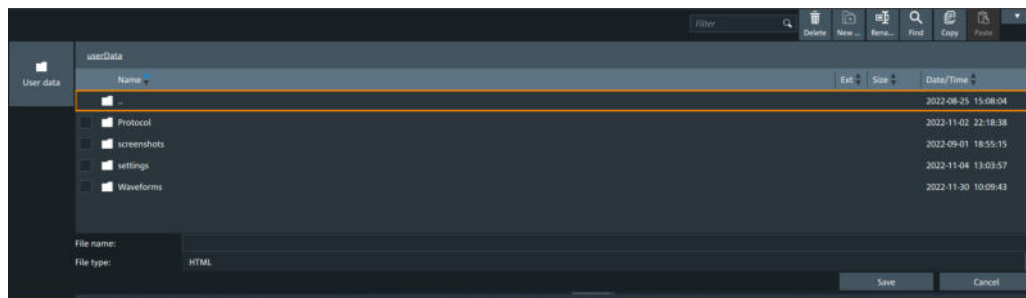 Filter
Delete New ... Rena... Find Copy Paste
User data
userData
Name Ext Size Date/Time
.. 2022-08-25 15:08:04
Protocol 2022-11-02 22:18:38
screenshots 2022-09-01 18:55:15
settings 2022-11-04 13:03:57
Waveforms 2022-11-30 10:09:43
File name:
File type: HTML
Save Cancel